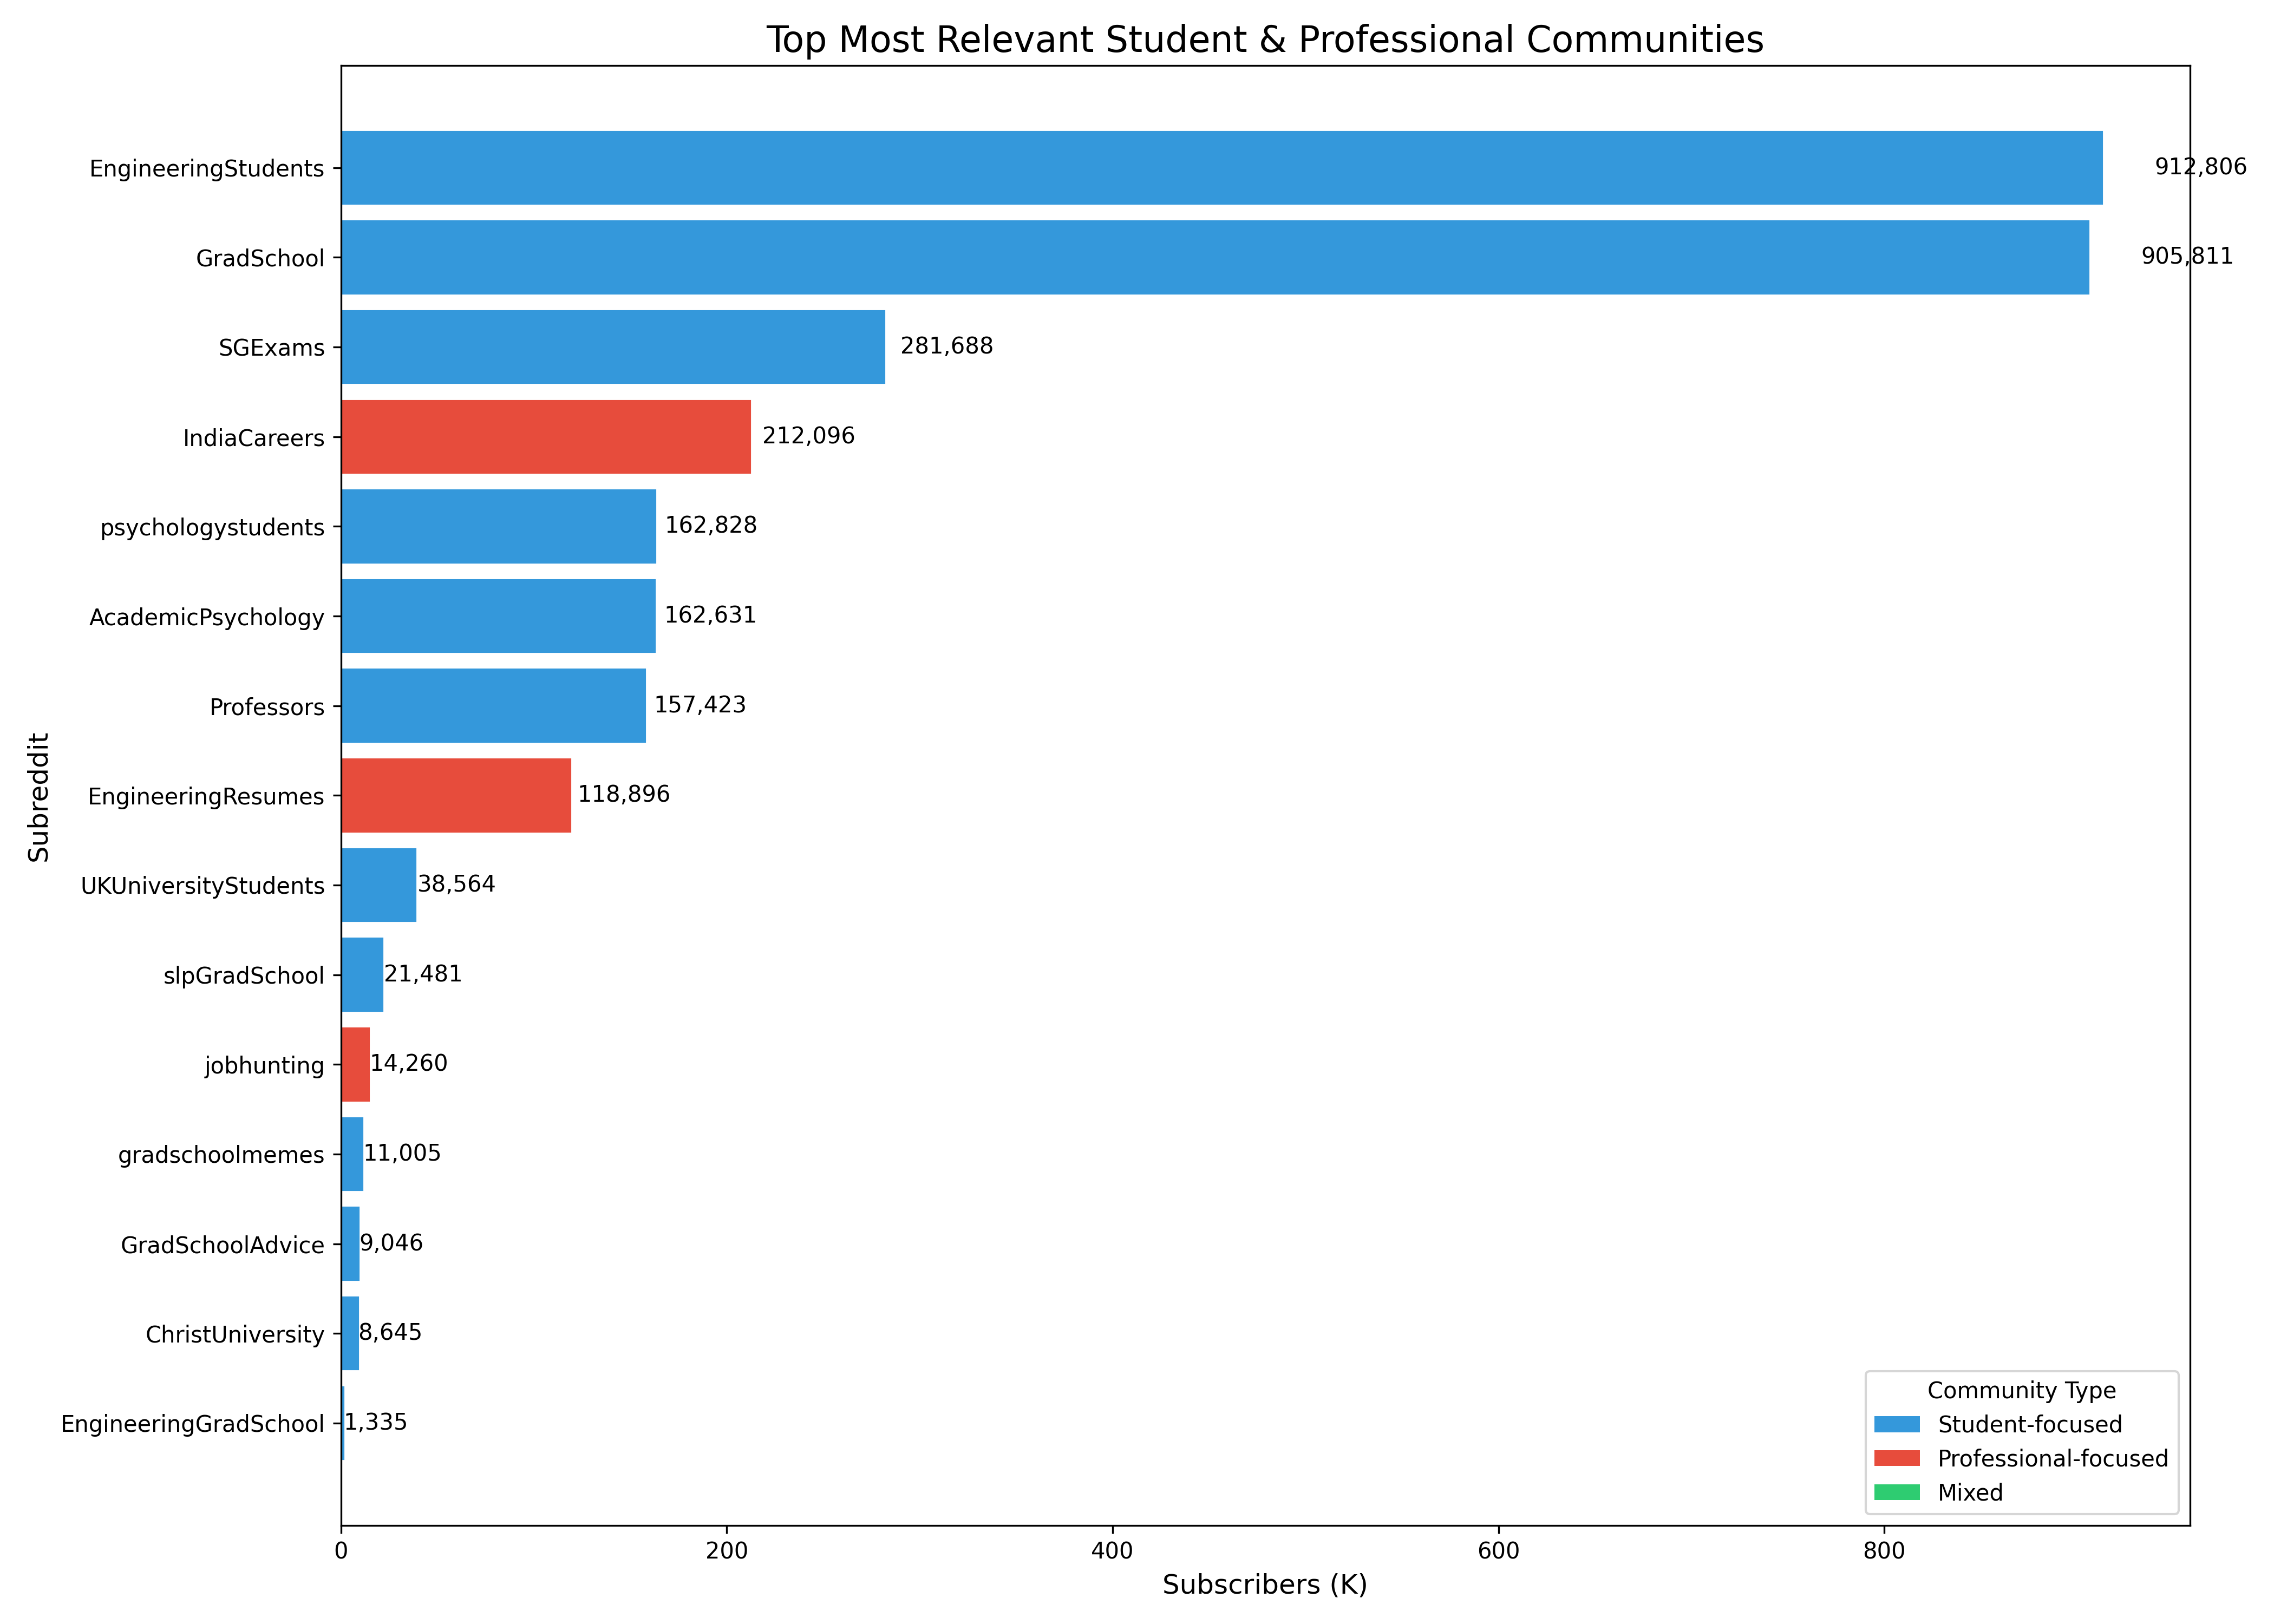 Top Most Relevant Student & Professional Communities
EngineeringStudents 912,806
GradSchool 905,811
SGExams 281,688
IndiaCareers 212,096
psychologystudents 162,828
AcademicPsychology 162,631
Professors 157,423
EngineeringResumes 118,896
UKUniversityStudents 38,564
slpGradSchool 21,481
jobhunting 14,260
gradschoolmemes 11,005
GradSchoolAdvice 9,046
ChristUniversity 8,645
EngineeringGradSchool 1,335
Subreddit
Community Type
Student-focused
Professional-focused
Mixed
0 200 400 600 800
Subscribers (K)